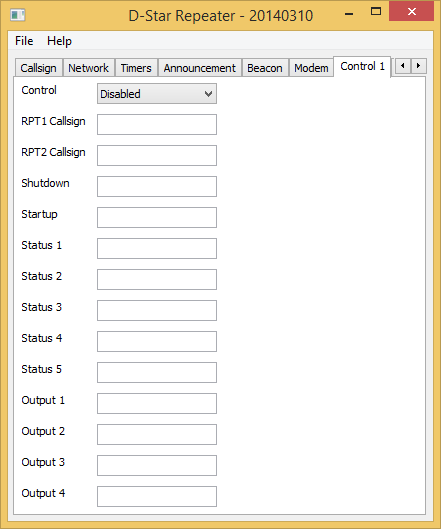 D-Star Repeater - 20140310
File Help
Callsign Network Timers Announcement Beacon Modem Control 1
Control Disabled
RPT1 Callsign
RPT2 Callsign
Shutdown
Startup
Status 1
Status 2
Status 3
Status 4
Status 5
Output 1
Output 2
Output 3
Output 4